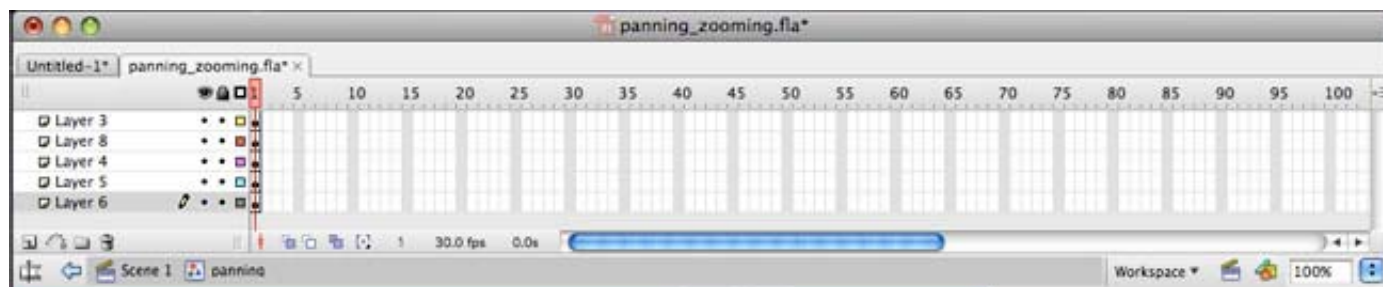 panning_zooming.fla*
Untitled-1* panning_zooming.fla* ×
1 5 10 15 20 25 30 35 40 45 50 55 60 65 70 75 80 85 90 95 100
Layer 3
Layer 8
Layer 4
Layer 5
Layer 6
1 30.0 fps 0.0s
Scene 1 panning Workspace 100%